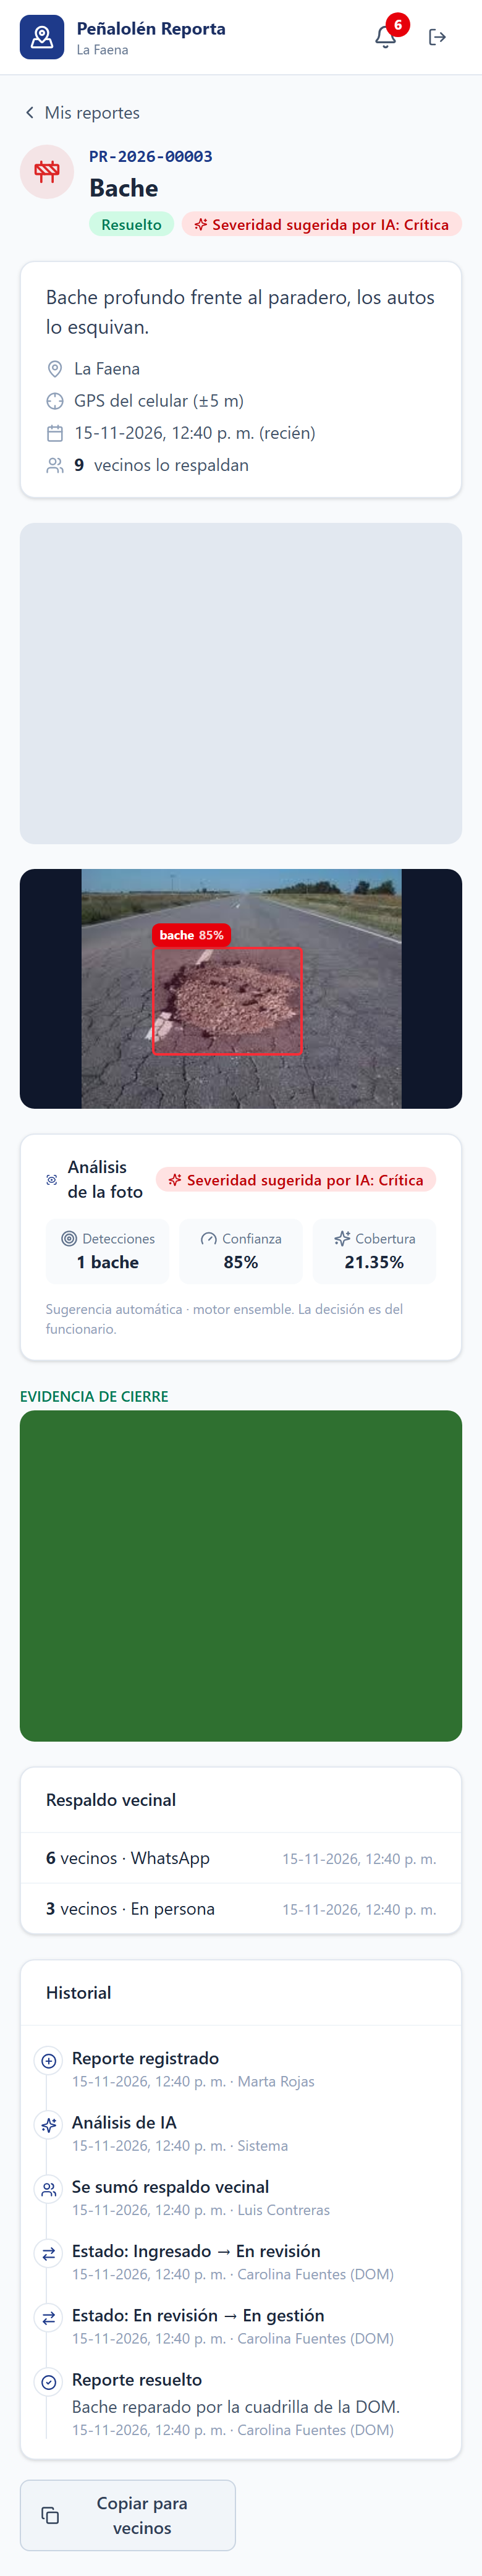 Peñalolén Reporta
6
La Faena
Mis reportes
PR-2026-00003
Bache
Resuelto
Severidad sugerida por IA: Crítica
Bache profundo frente al paradero, los autos
lo esquivan.
La Faena
GPS del celular (±5 m)
15-11-2026, 12:40 p. m. (recién)
9 vecinos lo respaldan
bache 85%
Análisis
de la foto
Severidad sugerida por IA: Crítica
Detecciones
1 bache
Confianza
85%
Cobertura
21.35%
Sugerencia automática · motor ensemble. La decisión es del
funcionario.
EVIDENCIA DE CIERRE
Respaldo vecinal
6 vecinos · WhatsApp
15-11-2026, 12:40 p. m.
3 vecinos · En persona
15-11-2026, 12:40 p. m.
Historial
Reporte registrado
15-11-2026, 12:40 p. m. · Marta Rojas
Análisis de IA
15-11-2026, 12:40 p. m. · Sistema
Se sumó respaldo vecinal
15-11-2026, 12:40 p. m. · Luis Contreras
Estado: Ingresado → En revisión
15-11-2026, 12:40 p. m. · Carolina Fuentes (DOM)
Estado: En revisión → En gestión
15-11-2026, 12:40 p. m. · Carolina Fuentes (DOM)
Reporte resuelto
Bache reparado por la cuadrilla de la DOM.
15-11-2026, 12:40 p. m. · Carolina Fuentes (DOM)
Copiar para
vecinos